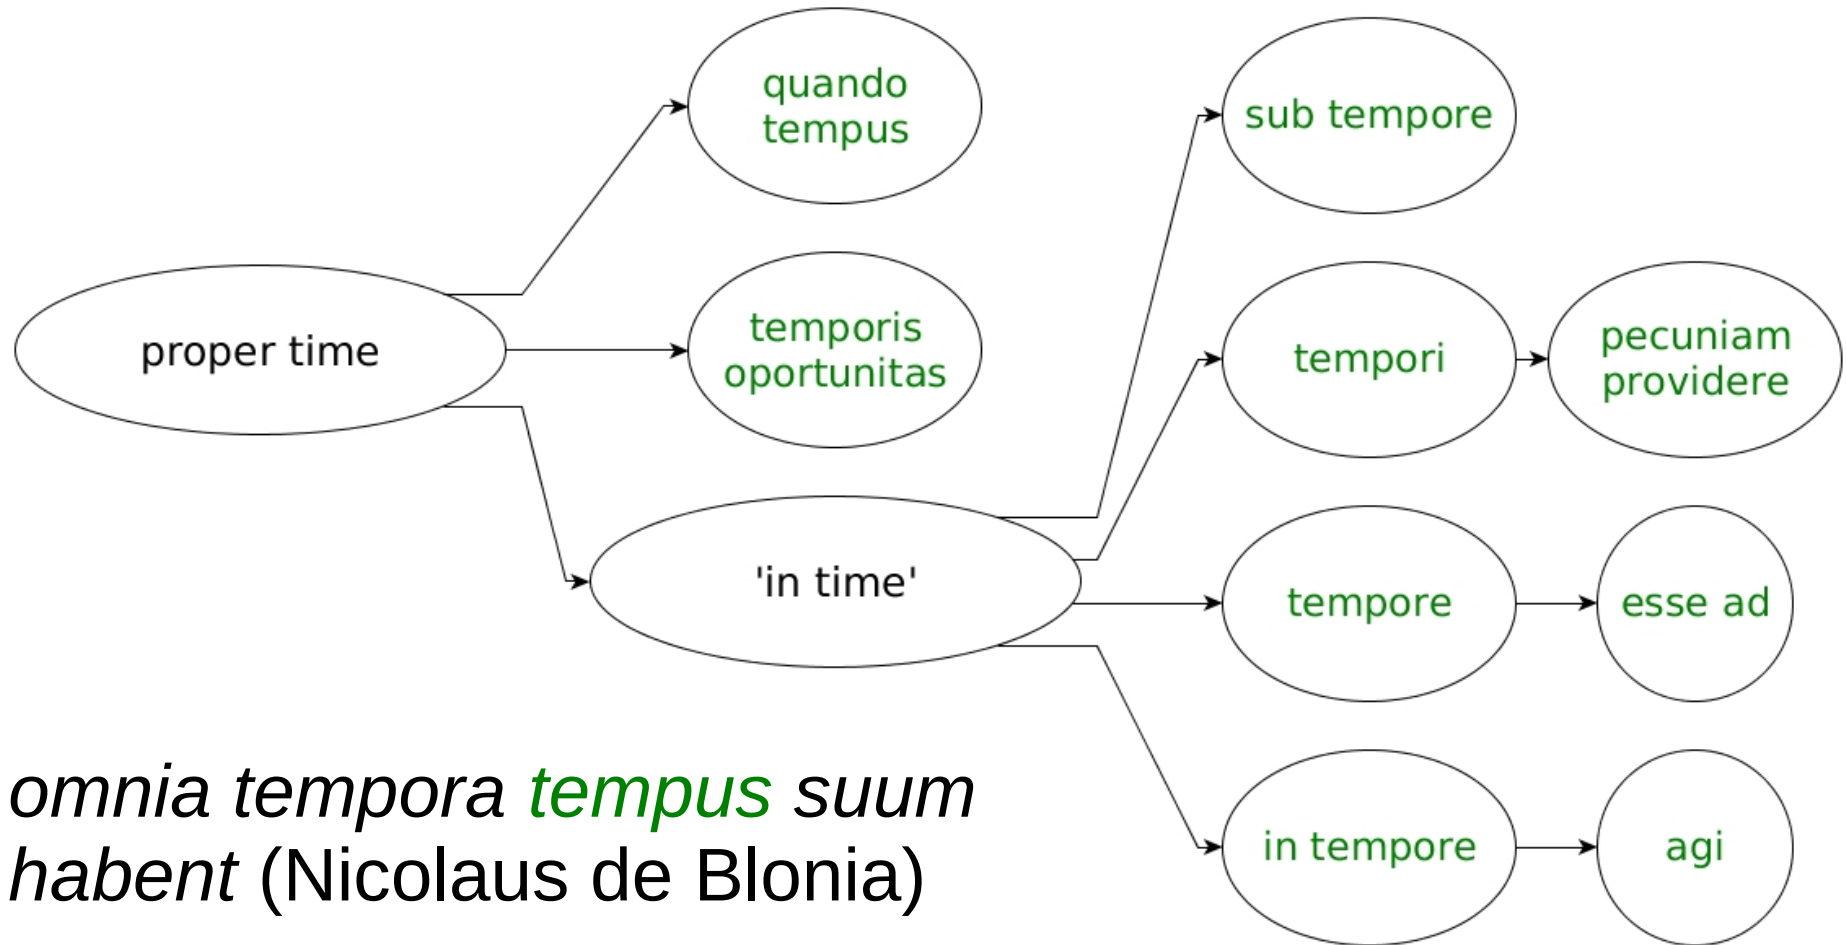 quando
tempus
sub tempore
proper time
temporis
oportunitas
tempori
pecuniam
providere
'in time'
tempore
esse ad
in tempore
agi
omnia tempora tempus suum
habent (Nicolaus de Blonia)